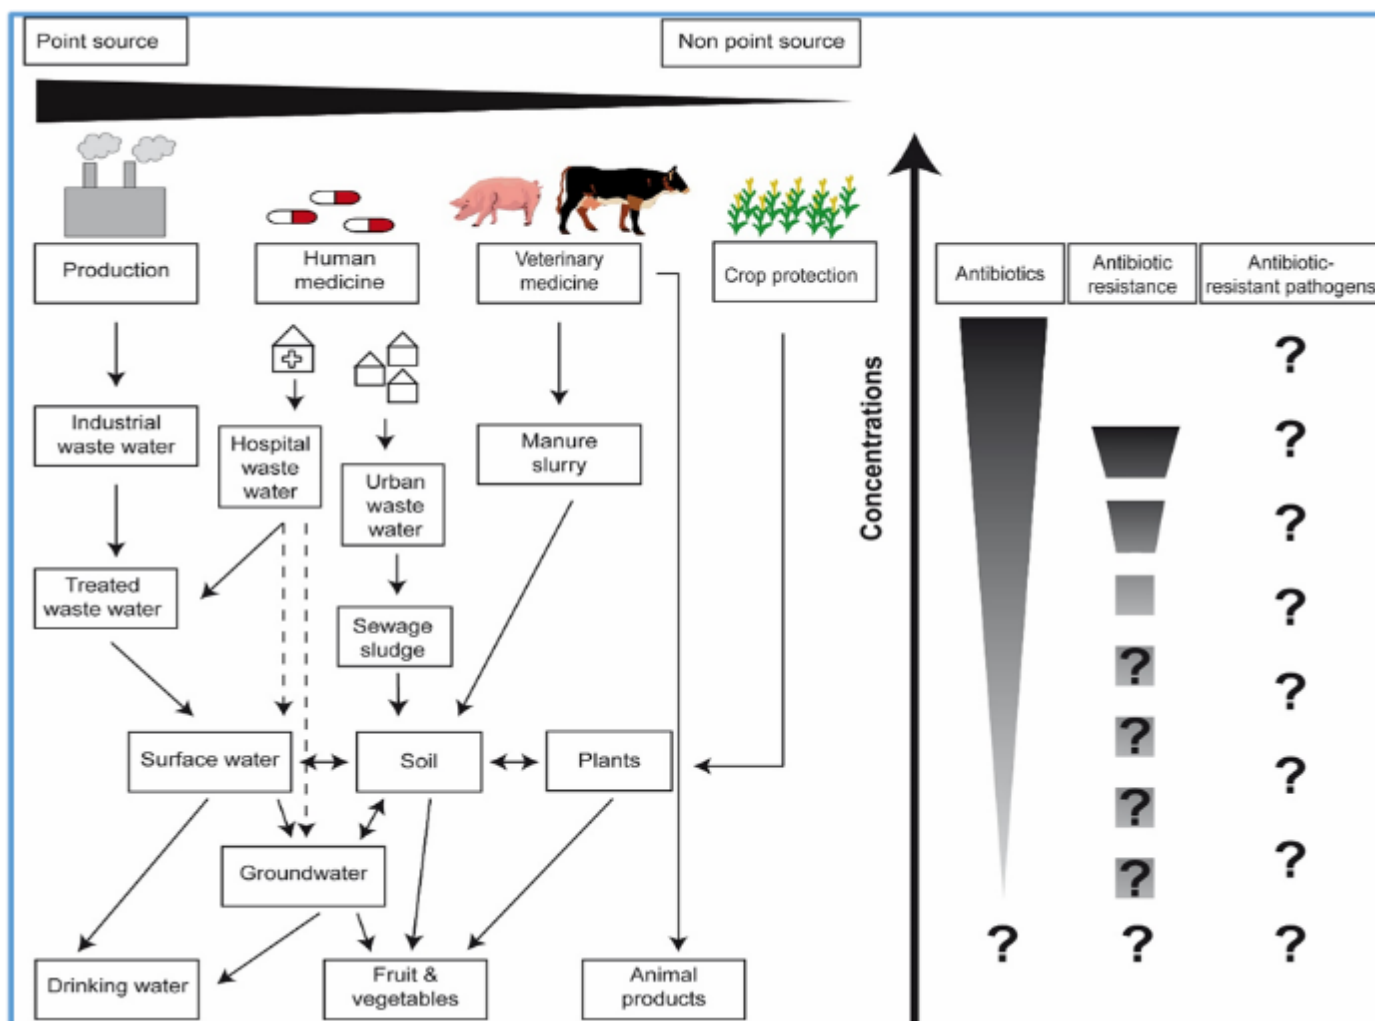 Point source
Non point source
Production
Human
medicine
Veterinary
medicine
Crop protection
Antibiotics
Antibiotic
resistance
Antibiotic-
resistant pathogens
Concentrations
Industrial
waste water
Hospital
waste
water
Urban
waste
water
Manure
slurry
Treated
waste water
Sewage
sludge
Surface water
Soil
Plants
Groundwater
Drinking water
Fruit &
vegetables
Animal
products
?
?
?
?
?
?
?
?
?
?
?
?
?
?